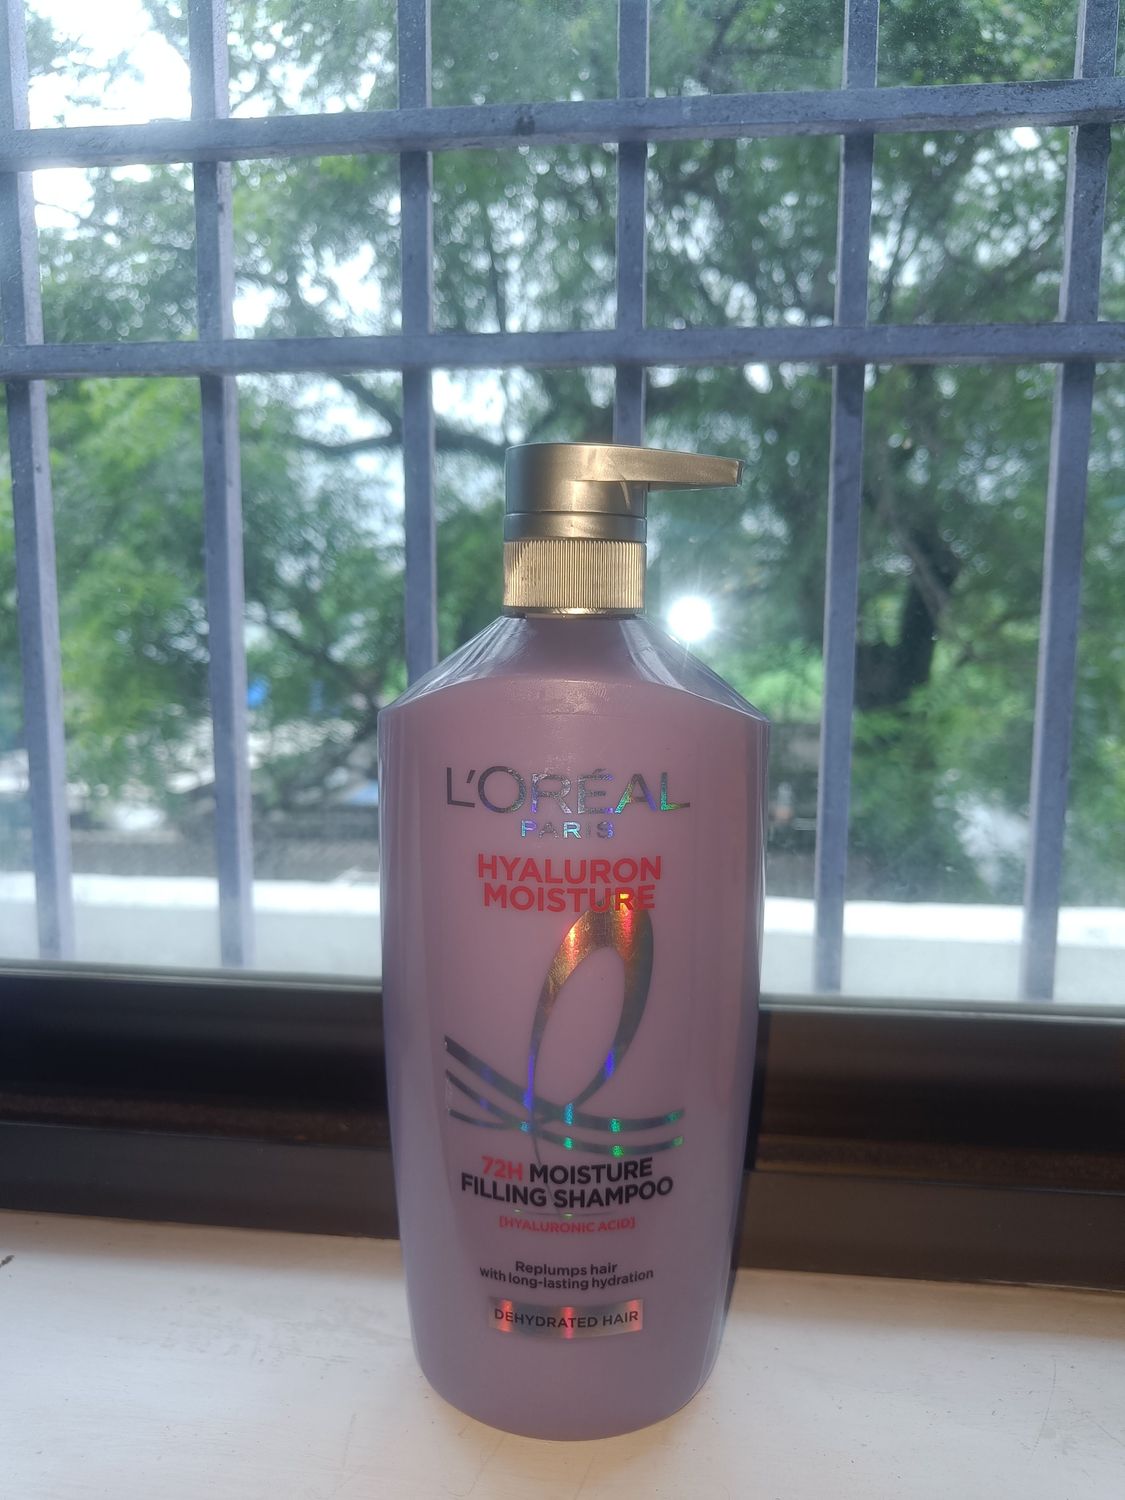 L'ORÉAL
PARIS
HYALURON
MOISTURE
72H MOISTURE
FILLING SHAMPOO
[HYALURONIC ACID]
Replumps hair
with long-lasting hydration
DEHYDRATED HAIR